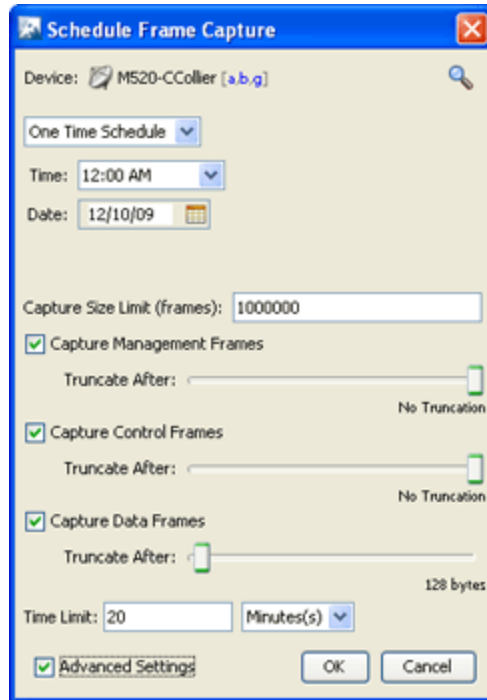 Schedule Frame Capture
Device: M520-CCollier [a,b,g]
One Time Schedule
Time: 12:00 AM
Date: 12/10/09
Capture Size Limit (frames): 1000000
Capture Management Frames
Truncate After:
No Truncation
Capture Control Frames
Truncate After:
No Truncation
Capture Data Frames
Truncate After:
128 bytes
Time Limit: 20 Minutes(s)
Advanced Settings OK Cancel